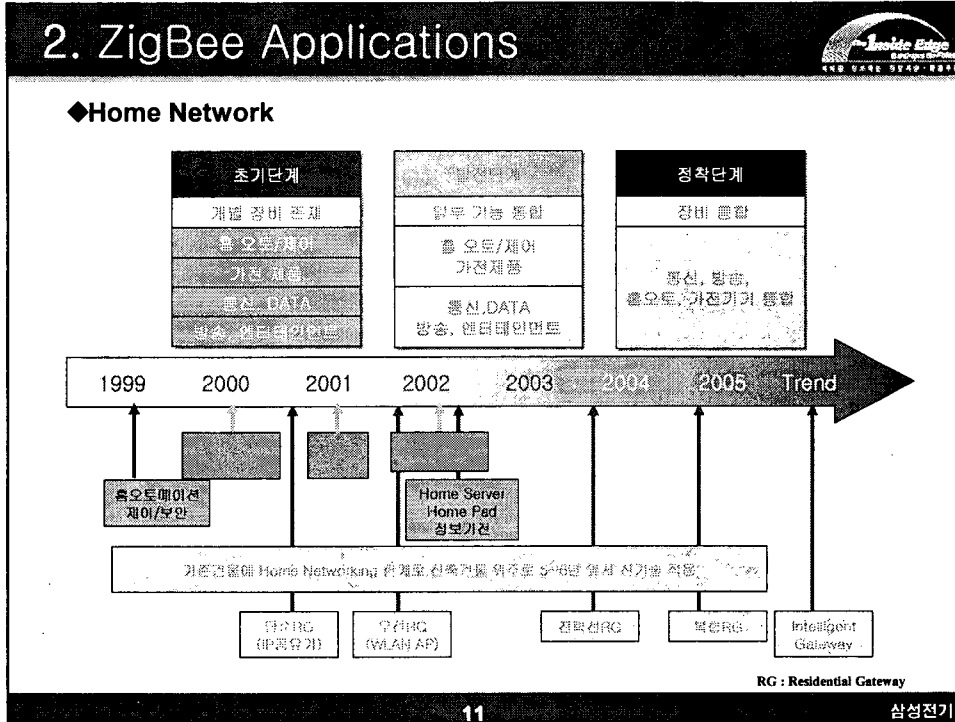 2. ZigBee Applications
The Inside Edge
◆Home Network
초기단계
개별 장비 존재
홈 오토/제어
가전 제품
통신, DATA
방송, 엔터테인먼트
발전단계
일부 기능 통합
홈 오토/제어
가전제품
통신,DATA
방송, 엔터테인먼트
정착단계
장비 통합
통신, 방송,
홈오토, 가전기기 통합
1999 2000 2001 2002 2003 2004 2005 Trend
홈오토메이션
제어/보안
Home Server
Home Pad
정보가전
기존건물에 Home Networking 한계로 신축건물 위주로 5~6년 앞서 신기술 적용
(IP공유기)
무선RG
(WLAN AP)
전력선RG
복합RG
Intelligent
Gateway
RG : Residential Gateway
11
삼성전기